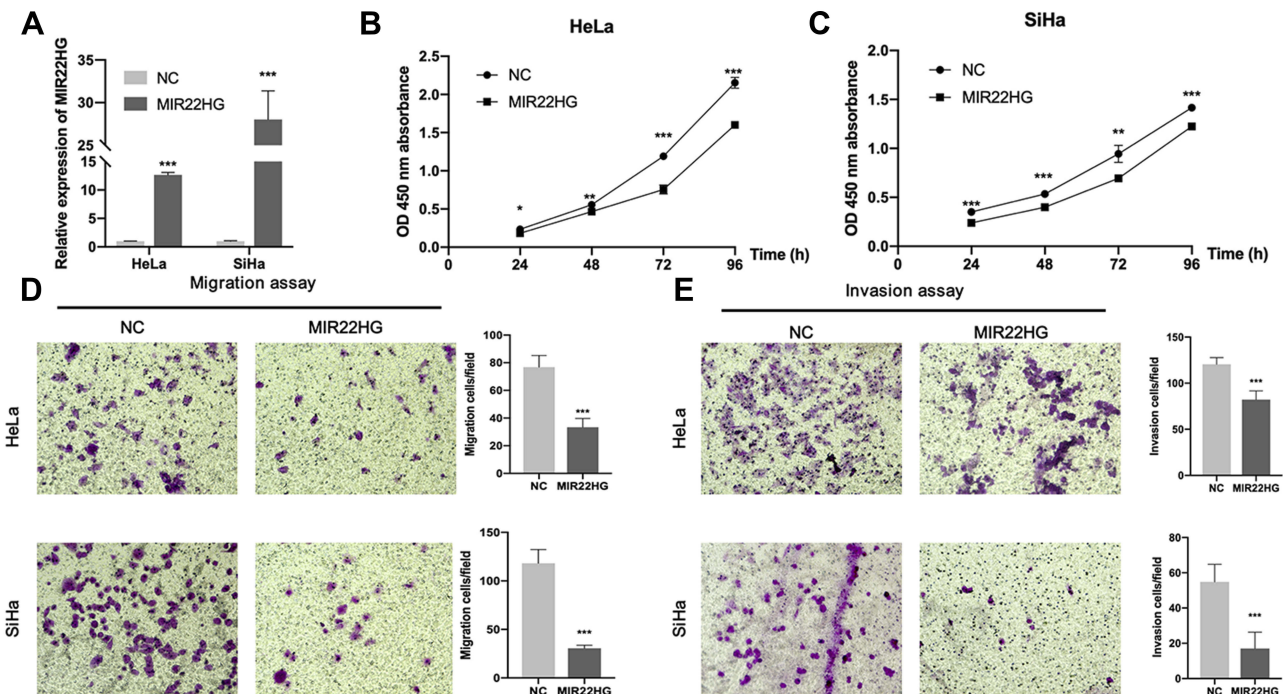 A
Relative expression of MIR22HG
35
30
25
15
10
5
0
NC
MIR22HG
***
***
HeLa
SiHa
B
HeLa
OD 450 nm absorbance
2.5
2.0
1.5
1.0
0.5
0.0
NC
MIR22HG
*
**
***
***
0
24
48
72
96
Time (h)
C
SiHa
OD 450 nm absorbance
2.0
1.5
1.0
0.5
0.0
NC
MIR22HG
***
***
**
***
0
24
48
72
96
Time (h)
D
Migration assay
NC
MIR22HG
HeLa
Migration cells/field
100
80
60
40
20
0
***
NC
MIR22HG
SiHa
Migration cells/field
150
100
50
0
***
NC
MIR22HG
E
Invasion assay
NC
MIR22HG
HeLa
Invasion cells/field
150
100
50
0
***
NC
MIR22HG
SiHa
Invasion cells/field
80
60
40
20
0
***
NC
MIR22HG